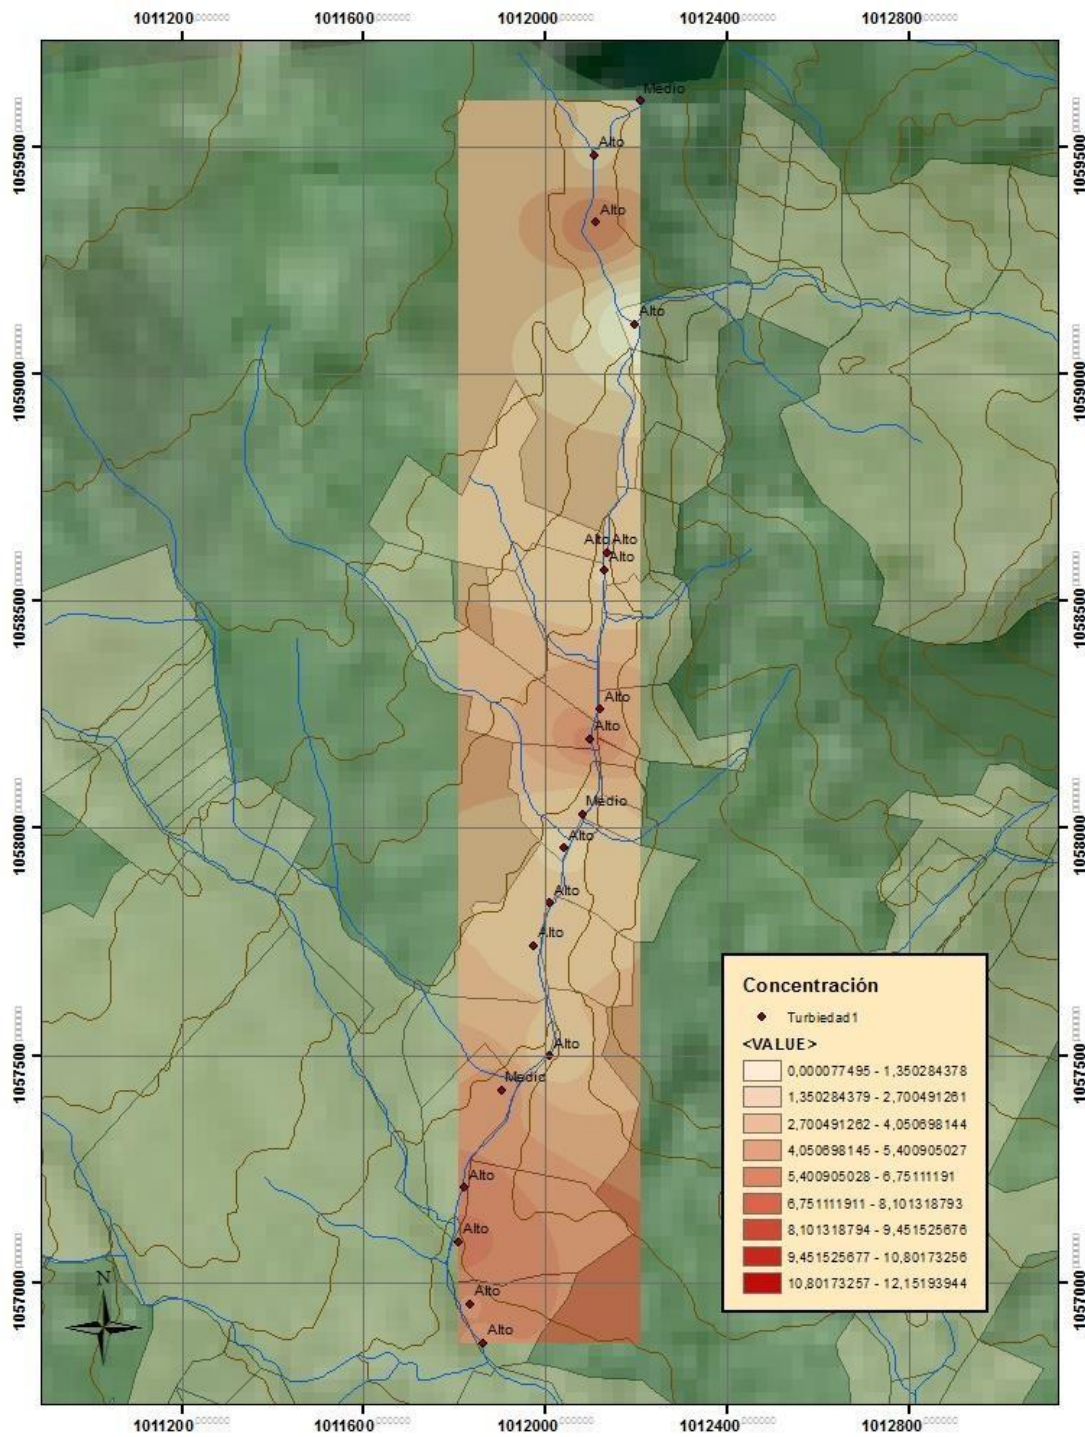 1011200 1011600 1012000 1012400 1012800
Medio
1059500 1059500
Alto
Alto
Alto
1059000 1059000
Alto Alto
Alto
1058500 1058500
Alto
Alto
Medio
1058000 1058000
Alto
Alto
Alto
Concentración
Turbiedad1
<VALUE>
1057500 1057500
Alto
0,000077495 - 1,350284378
Medio
1,350284379 - 2,700491261
2,700491262 - 4,050698144
4,050698145 - 5,400905027
5,400905028 - 6,75111191
Alto
6,751111911 - 8,101318793
8,101318794 - 9,451525676
Alto
9,451525677 - 10,80173256
1057000 1057000
10,80173257 - 12,15193944
N
Alto
Alto
1011200 1011600 1012000 1012400 1012800